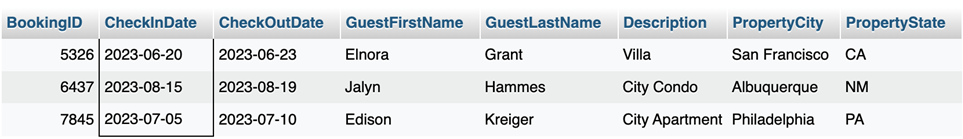 BookingID CheckInDate CheckOutDate GuestFirstName GuestLastName Description PropertyCity PropertyState
5326 2023-06-20 2023-06-23 Elnora Grant Villa San Francisco CA
6437 2023-08-15 2023-08-19 Jalyn Hammes City Condo Albuquerque NM
7845 2023-07-05 2023-07-10 Edison Kreiger City Apartment Philadelphia PA